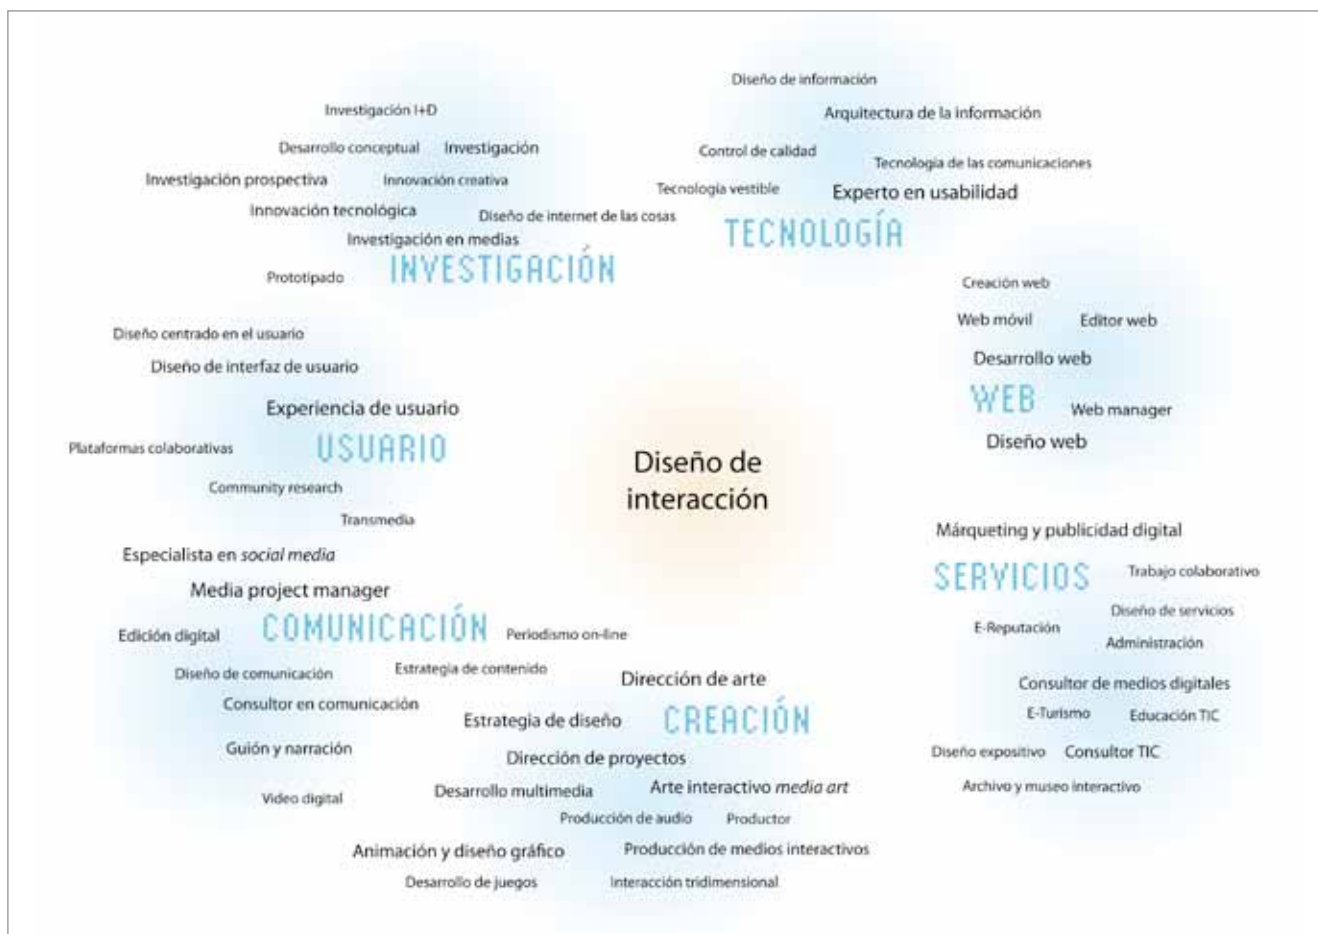 Investigación I+D
Desarrollo conceptual
Investigación
Investigación prospectiva
Innovación creativa
Innovación tecnológica
Diseño de internet de las cosas
Investigación en medias
INVESTIGACIÓN
Prototipado
Diseño de información
Arquitectura de la información
Control de calidad
Tecnología de las comunicaciones
Tecnología vestible
Experto en usabilidad
TECNOLOGÍA
Creación web
Web móvil
Editor web
Desarrollo web
WEB
Web manager
Diseño web
Diseño centrado en el usuario
Diseño de interfaz de usuario
Experiencia de usuario
Plataformas colaborativas
USUARIO
Community research
Transmedia
Diseño de
interacción
Márqueting y publicidad digital
SERVICIOS
Trabajo colaborativo
Diseño de servicios
E-Reputación
Administración
Consultor de medios digitales
E-Turismo
Educación TIC
Diseño expositivo
Consultor TIC
Archivo y museo interactivo
Especialista en social media
Media project manager
Edición digital
COMUNICACIÓN
Periodismo on-line
Diseño de comunicación
Estrategia de contenido
Consultor en comunicación
Guión y narración
Video digital
Dirección de arte
Estrategia de diseño
CREACIÓN
Dirección de proyectos
Desarrollo multimedia
Arte interactivo media art
Producción de audio
Productor
Animación y diseño gráfico
Producción de medios interactivos
Desarrollo de juegos
Interacción tridimensional